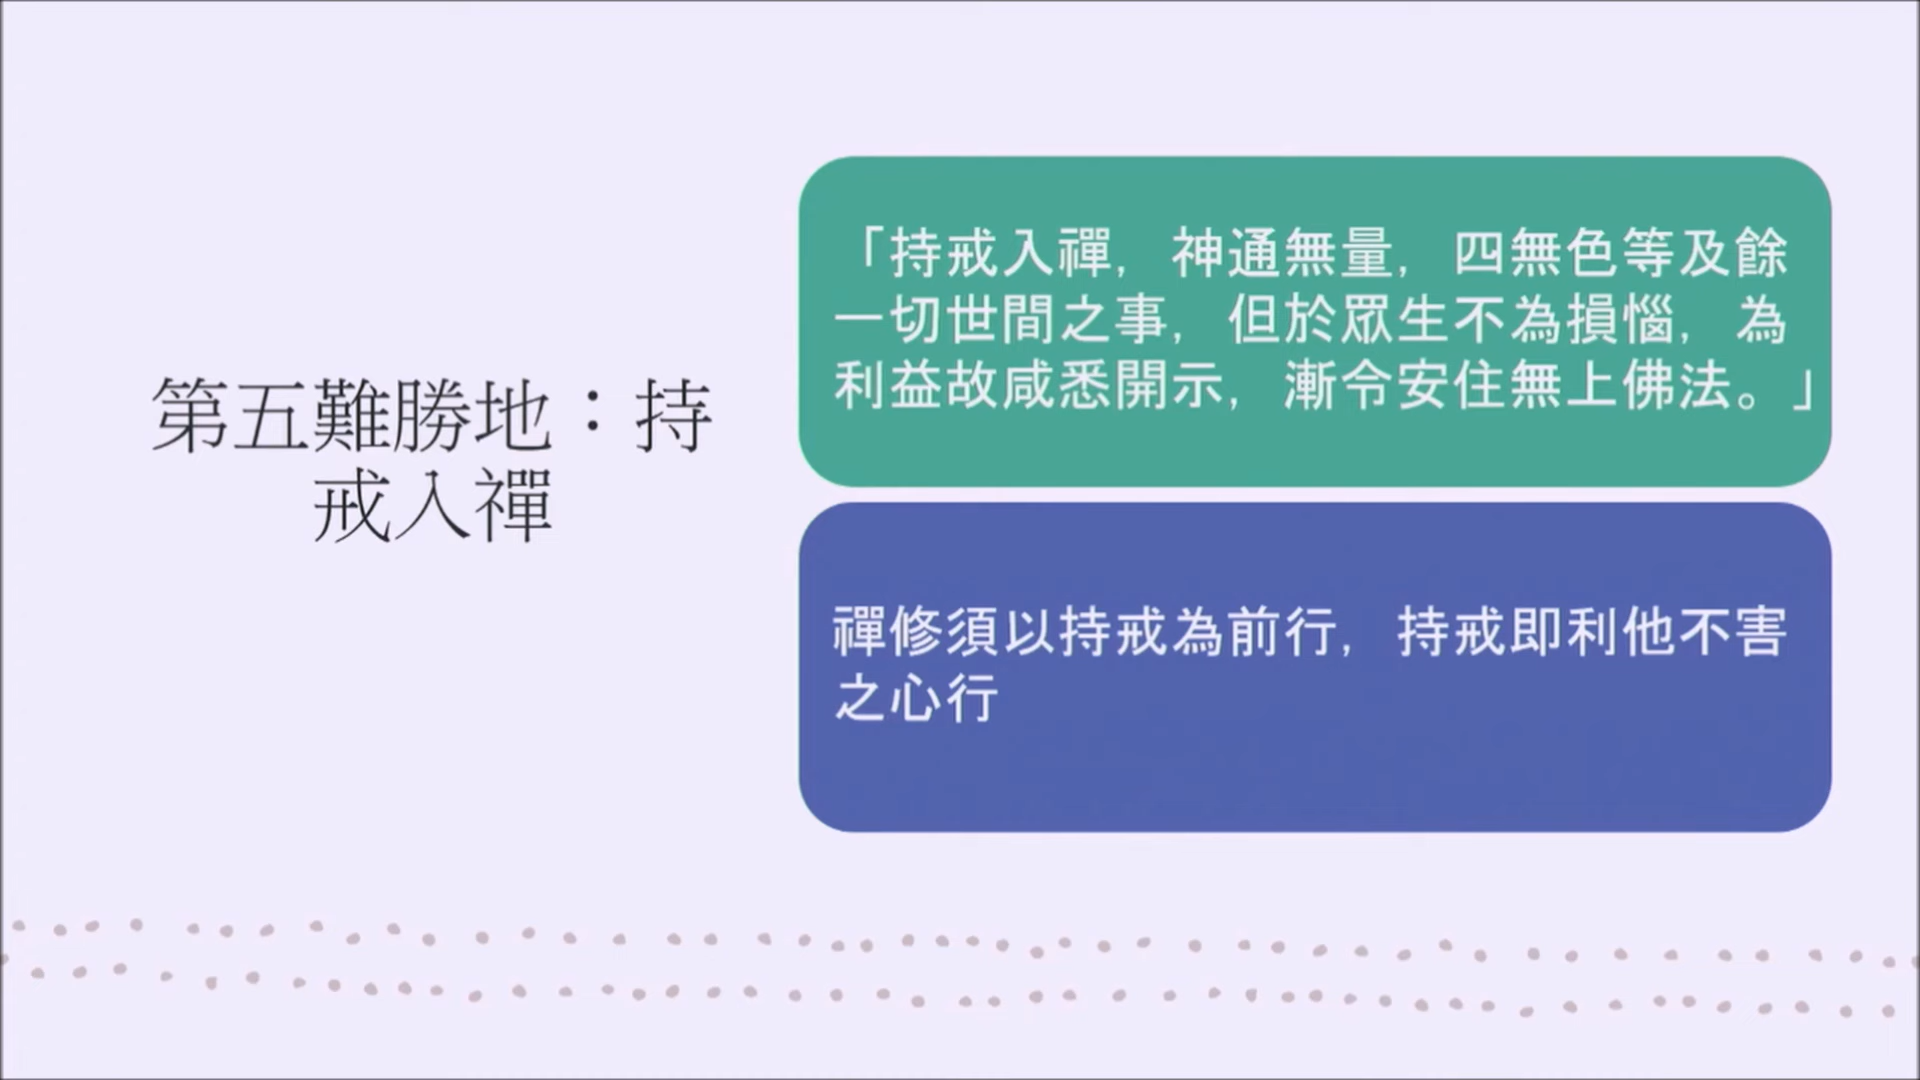 第五難勝地：持
戒入禪
「持戒入禪，神通無量，四無色等及餘
一切世間之事，但於眾生不為損惱，為
利益故咸悉開示，漸令安住無上佛法。」
禪修須以持戒為前行，持戒即利他不害
之心行